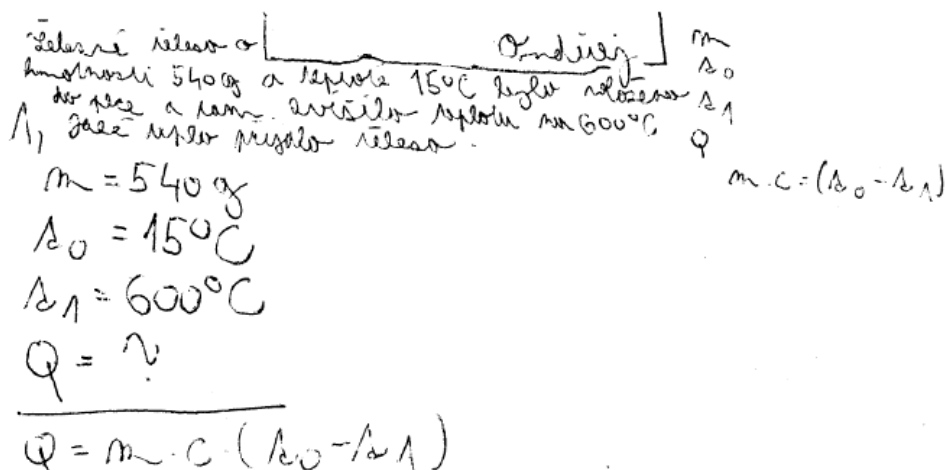 Železné těleso o Ondřej
hmotnosti 540g a teplotě 15°C bylo vloženo
do pece a tam zvýšilo teplotu na 600°C
1, Jaké teplo přijalo těleso.
m
t0
t1
Q
m.c=(t0-t1)
m = 540 g
t0 = 15°C
t1 = 600°C
Q = ?
Q = m.c.(t0-t1)